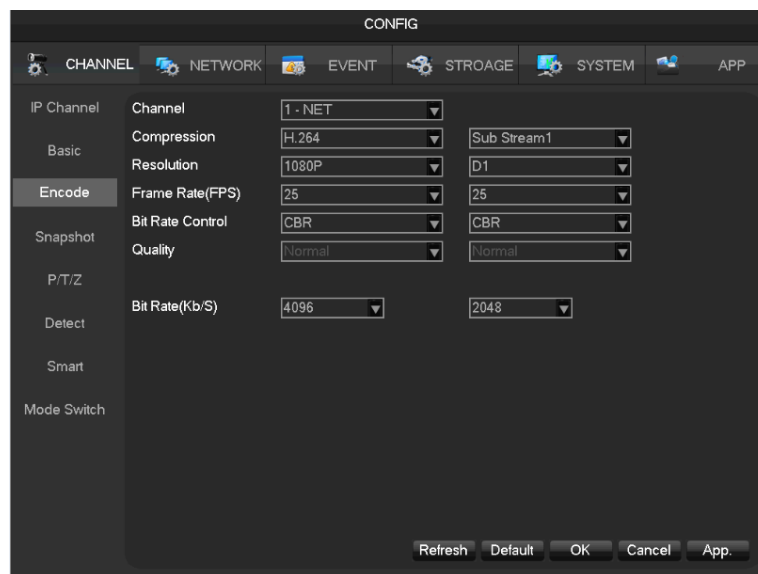 CONFIG
CHANNEL NETWORK EVENT STROAGE SYSTEM APP
IP Channel
Basic
Encode
Snapshot
P/T/Z
Detect
Smart
Mode Switch
Channel 1 - NET
Compression H.264 Sub Stream1
Resolution 1080P D1
Frame Rate(FPS) 25 25
Bit Rate Control CBR CBR
Quality Normal Normal
Bit Rate(Kb/S) 4096 2048
Refresh Default OK Cancel App.